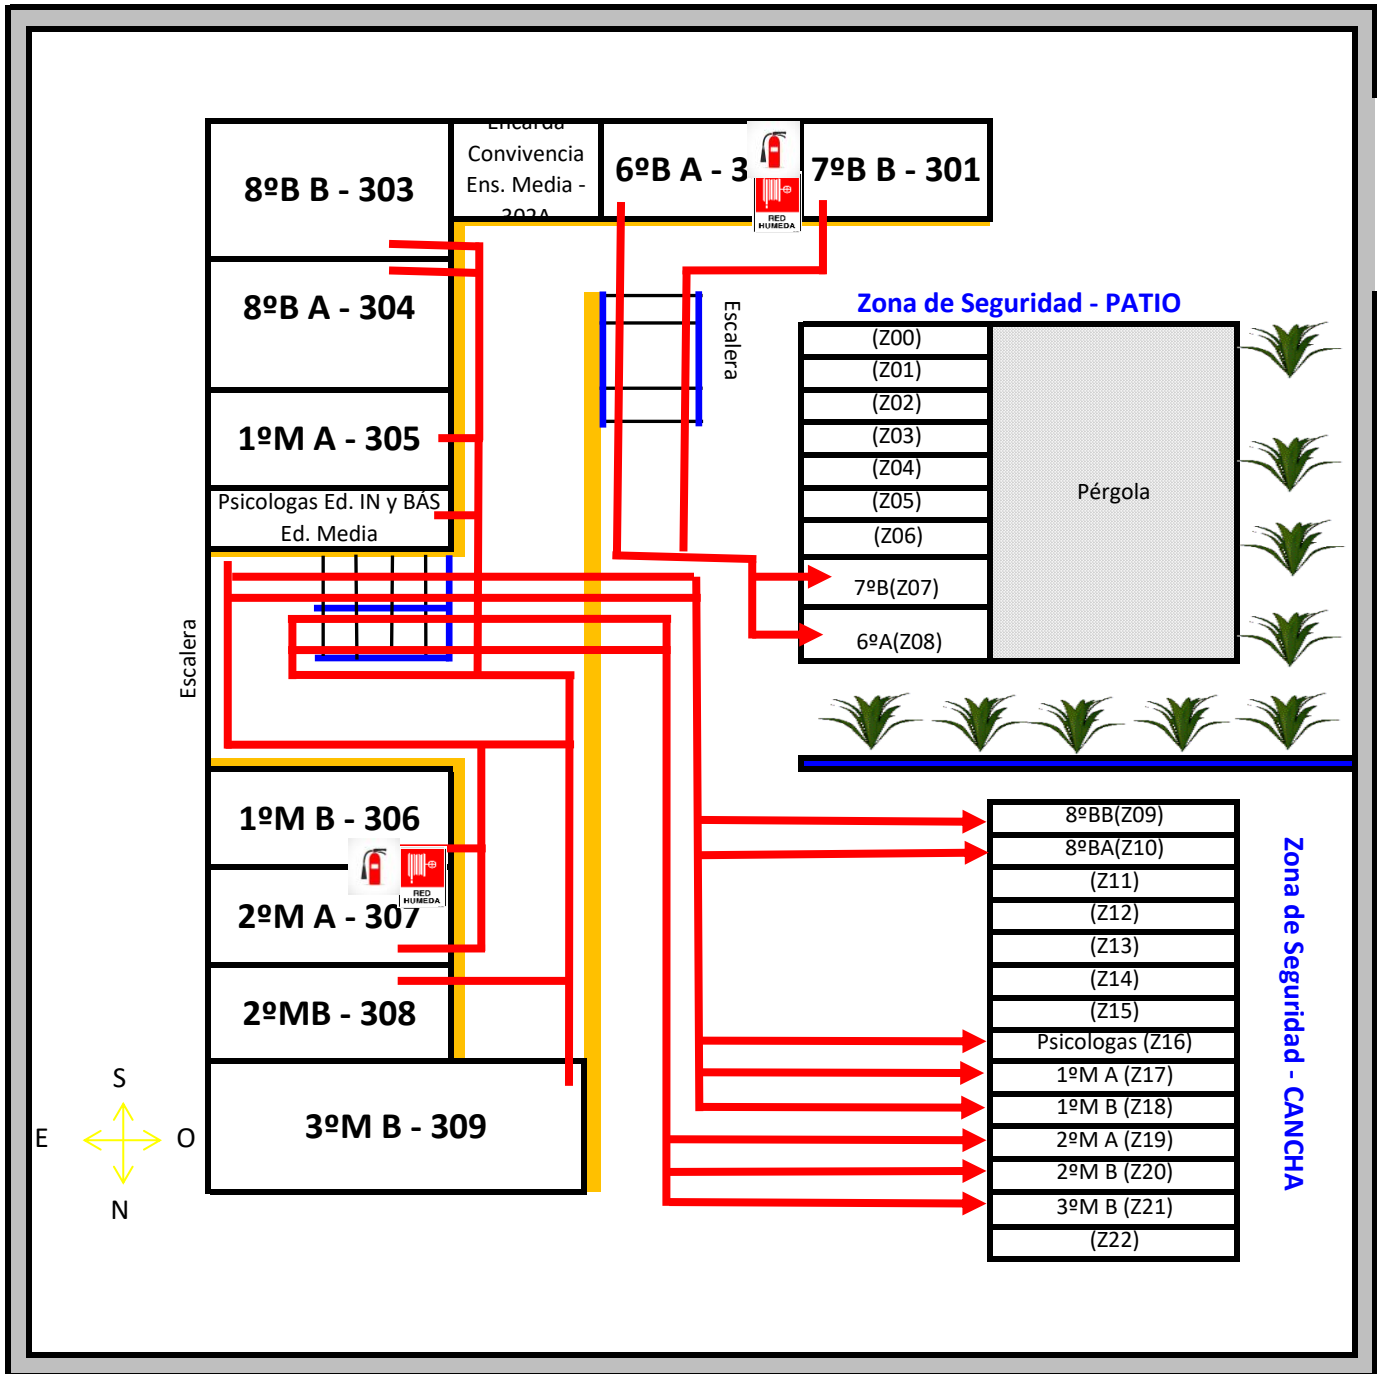 Convivencia
Ens. Media -
302A
8ºB B - 303
6ºB A - 3
7ºB B - 301
RED
HUMEDA
8ºB A - 304
Escalera
Zona de Seguridad - PATIO
(Z00)
(Z01)
(Z02)
(Z03)
(Z04)
(Z05)
(Z06)
7ºB(Z07)
6ºA(Z08)
Pérgola
1ºM A - 305
Psicologas Ed. IN y BÁS
Ed. Media
Escalera
1ºM B - 306
RED
HUMEDA
2ºM A - 307
2ºMB - 308
3ºM B - 309
8ºBB(Z09)
8ºBA(Z10)
(Z11)
(Z12)
(Z13)
(Z14)
(Z15)
Psicologas (Z16)
1ºM A (Z17)
1ºM B (Z18)
2ºM A (Z19)
2ºM B (Z20)
3ºM B (Z21)
(Z22)
Zona de Seguridad - CANCHA
S
E
O
N